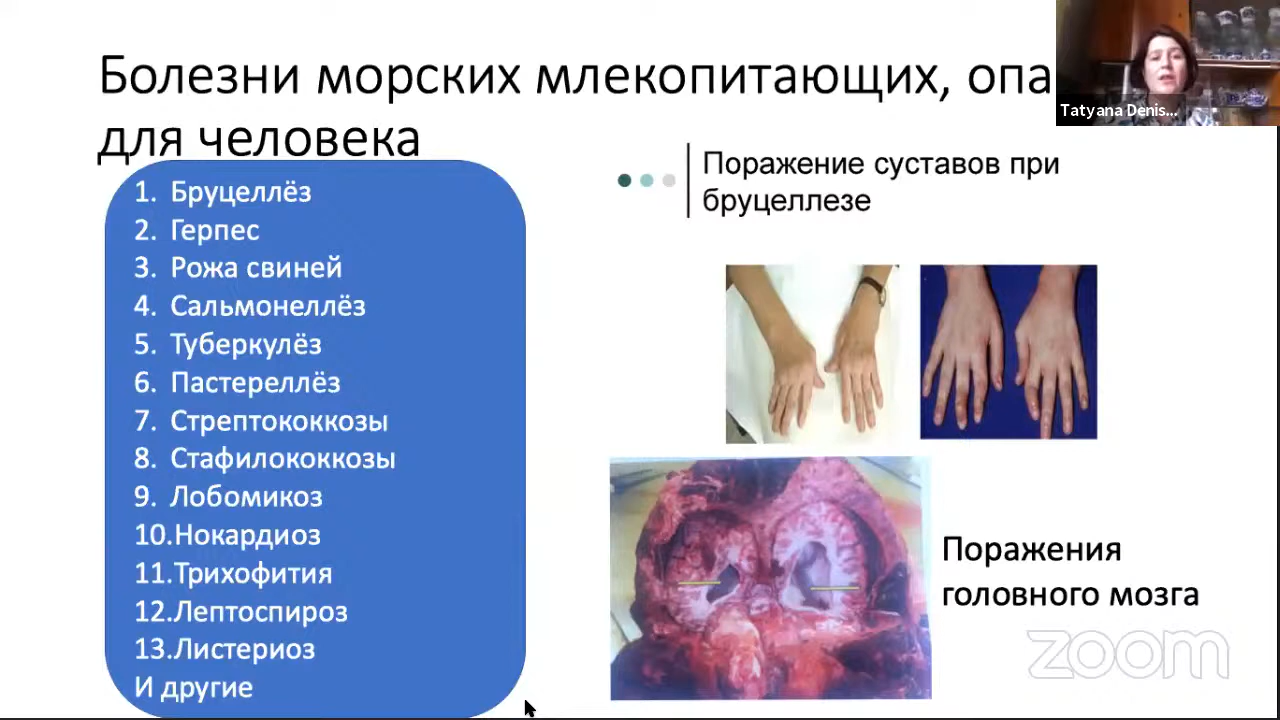 Болезни морских млекопитающих, опа
для человека
Tatyana Denis...
Поражение суставов при
бруцеллезе
1. Бруцеллёз
2. Герпес
3. Рожа свиней
4. Сальмонеллёз
5. Туберкулёз
6. Пастереллёз
7. Стрептококкозы
8. Стафилококкозы
9. Лобомикоз
10.Нокардиоз
11.Трихофития
12.Лептоспироз
13.Листериоз
И другие
Поражения
головного мозга
zoom